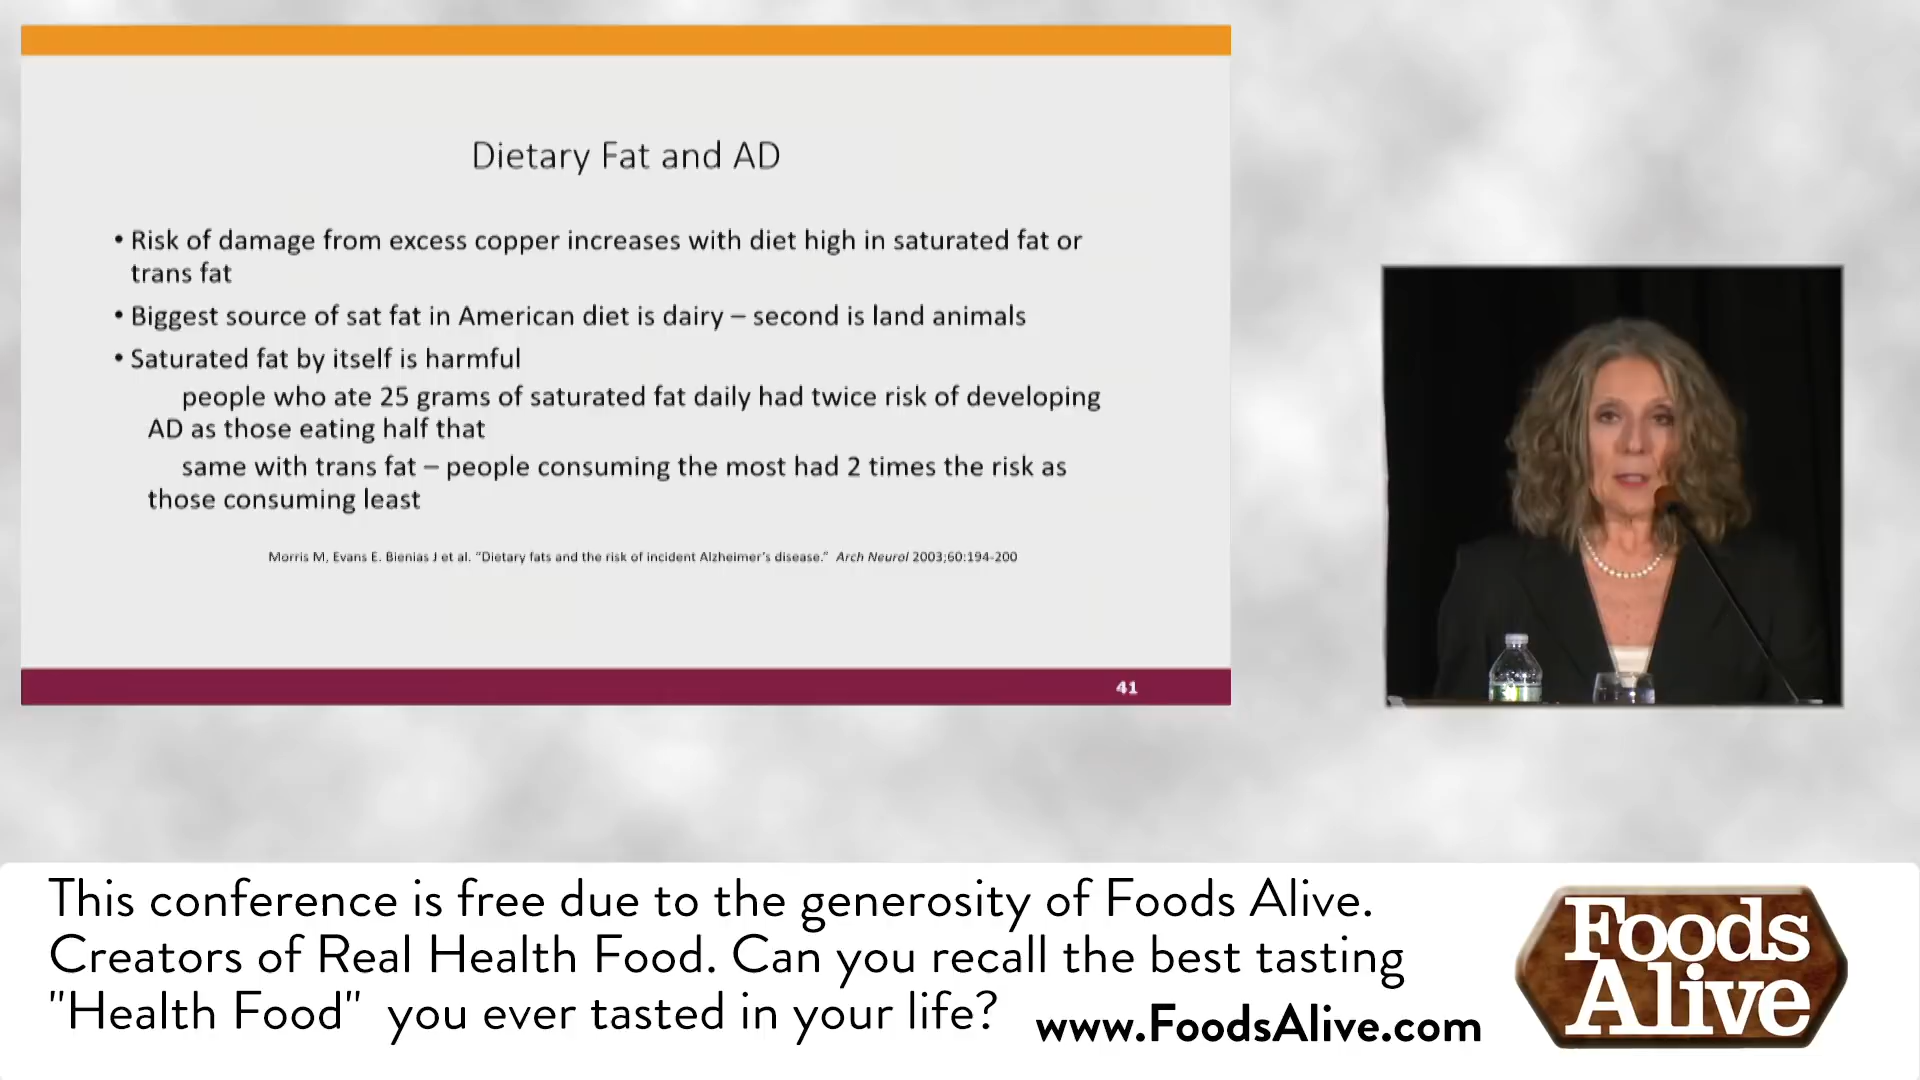 Dietary Fat and AD
• Risk of damage from excess copper increases with diet high in saturated fat or
trans fat
• Biggest source of sat fat in American diet is dairy – second is land animals
• Saturated fat by itself is harmful
people who ate 25 grams of saturated fat daily had twice risk of developing
AD as those eating half that
same with trans fat – people consuming the most had 2 times the risk as
those consuming least
Morris M, Evans E. Bienias J et al. “Dietary fats and the risk of incident Alzheimer's disease.” Arch Neurol 2003;60:194-200
41
This conference is free due to the generosity of Foods Alive.
Creators of Real Health Food. Can you recall the best tasting
"Health Food" you ever tasted in your life?
www.FoodsAlive.com
Foods
Alive